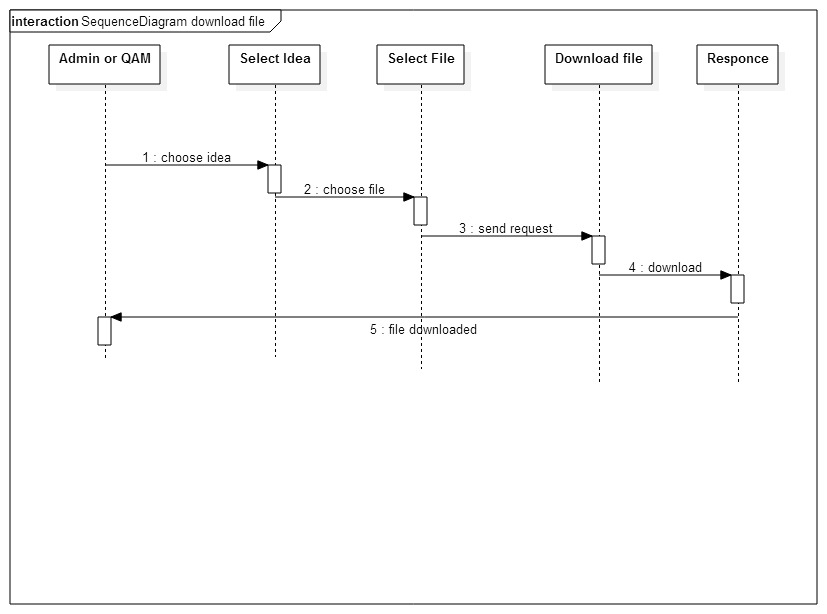 interaction SequenceDiagram download file
Admin or QAM
Select Idea
Select File
Download file
Responce
1 : choose idea
2 : choose file
3 : send request
4 : download
5 : file downloaded